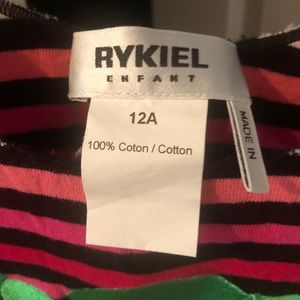 RYKIEL
ENFANT
12A
100% Coton / Cotton
MADE IN